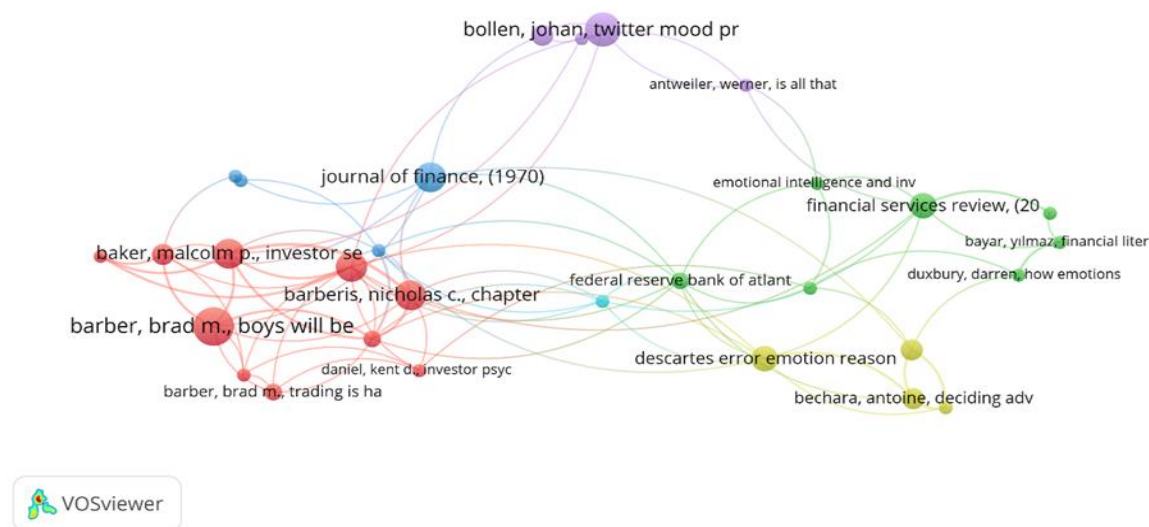 bollen, johan, twitter mood pr
antweiler, werner, is all that
journal of finance, (1970)
emotional intelligence and inv
financial services review, (20
baker, malcolm p., investor se
bayar, yılmaz, financial liter
duxbury, darren, how emotions
federal reserve bank of atlant
barberis, nicholas c., chapter
barber, brad m., boys will be
descartes error emotion reason
daniel, kent d., investor psyc
barber, brad m., trading is ha
bechara, antoine, deciding adv
VOSviewer